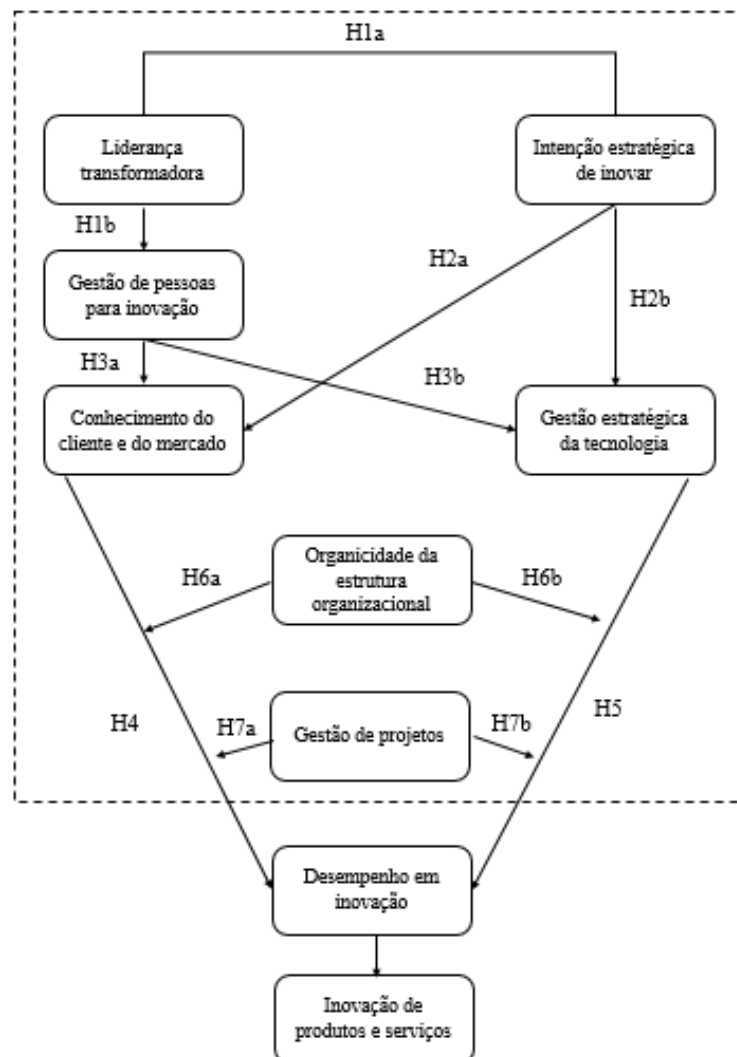 H1a
Liderança
transformadora
Intenção estratégica
de inovar
H1b
H2a
H2b
Gestão de pessoas
para inovação
H3a
H3b
Conhecimento do
cliente e do mercado
Gestão estratégica
da tecnologia
Organicidade da
estrutura
organizacional
H6a
H6b
H4
H7a
Gestão de projetos
H7b
H5
Desempenho em
inovação
Inovação de
produtos e serviços